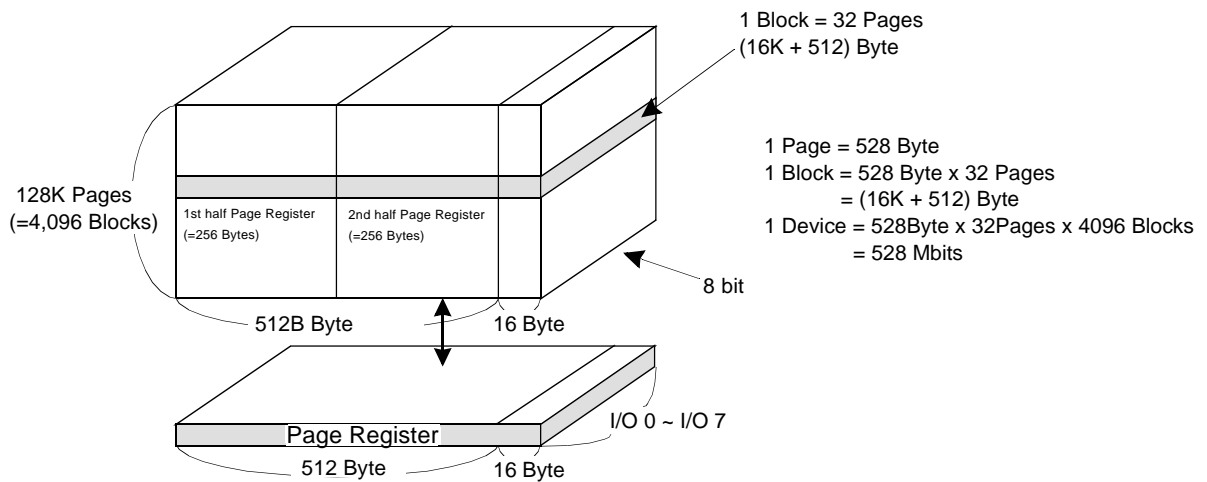 1 Block = 32 Pages
(16K + 512) Byte
1 Page = 528 Byte
1 Block = 528 Byte x 32 Pages
= (16K + 512) Byte
1 Device = 528Byte x 32Pages x 4096 Blocks
= 528 Mbits
128K Pages
(=4,096 Blocks)
1st half Page Register
(=256 Bytes)
2nd half Page Register
(=256 Bytes)
8 bit
512B Byte
16 Byte
I/O 0 ~ I/O 7
Page Register
512 Byte
16 Byte